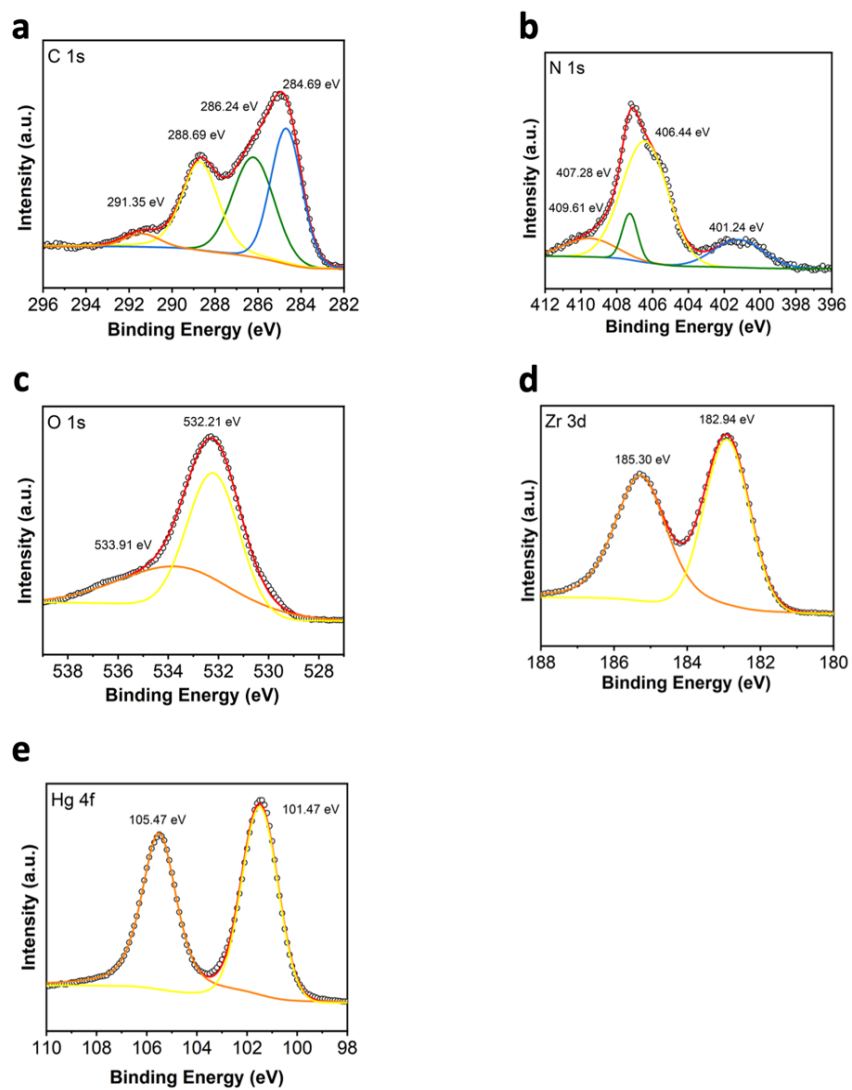 a
C 1s
284.69 eV
286.24 eV
288.69 eV
291.35 eV
Intensity (a.u.)
296 294 292 290 288 286 284 282
Binding Energy (eV)
b
N 1s
406.44 eV
407.28 eV
409.61 eV
401.24 eV
Intensity (a.u.)
412 410 408 406 404 402 400 398 396
Binding Energy (eV)
c
O 1s
532.21 eV
533.91 eV
Intensity (a.u.)
538 536 534 532 530 528
Binding Energy (eV)
d
Zr 3d
182.94 eV
185.30 eV
Intensity (a.u.)
188 186 184 182 180
Binding Energy (eV)
e
Hg 4f
105.47 eV
101.47 eV
Intensity (a.u.)
110 108 106 104 102 100 98
Binding Energy (eV)